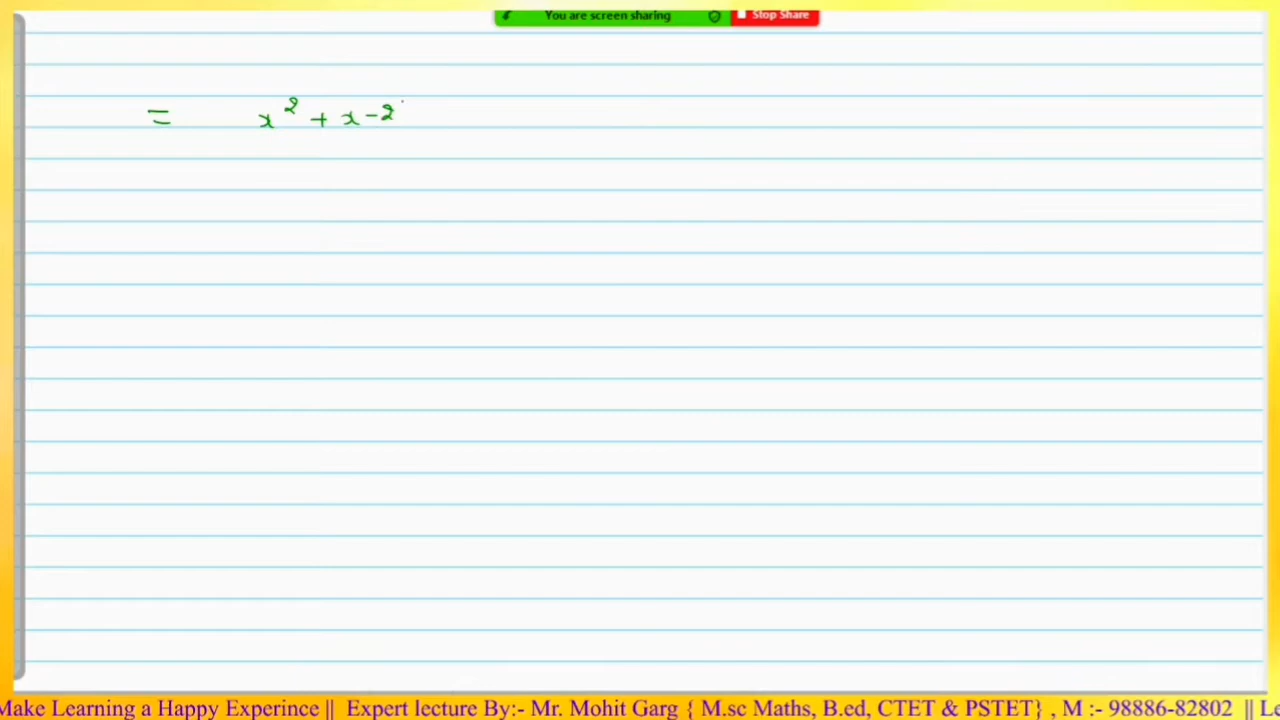 You are screen sharing Stop Share
= x² + x - 2
Make Learning a Happy Experince || Expert lecture By:- Mr. Mohit Garg { M.sc Maths, B.ed, CTET & PSTET} , M :- 98886-82802 || Le